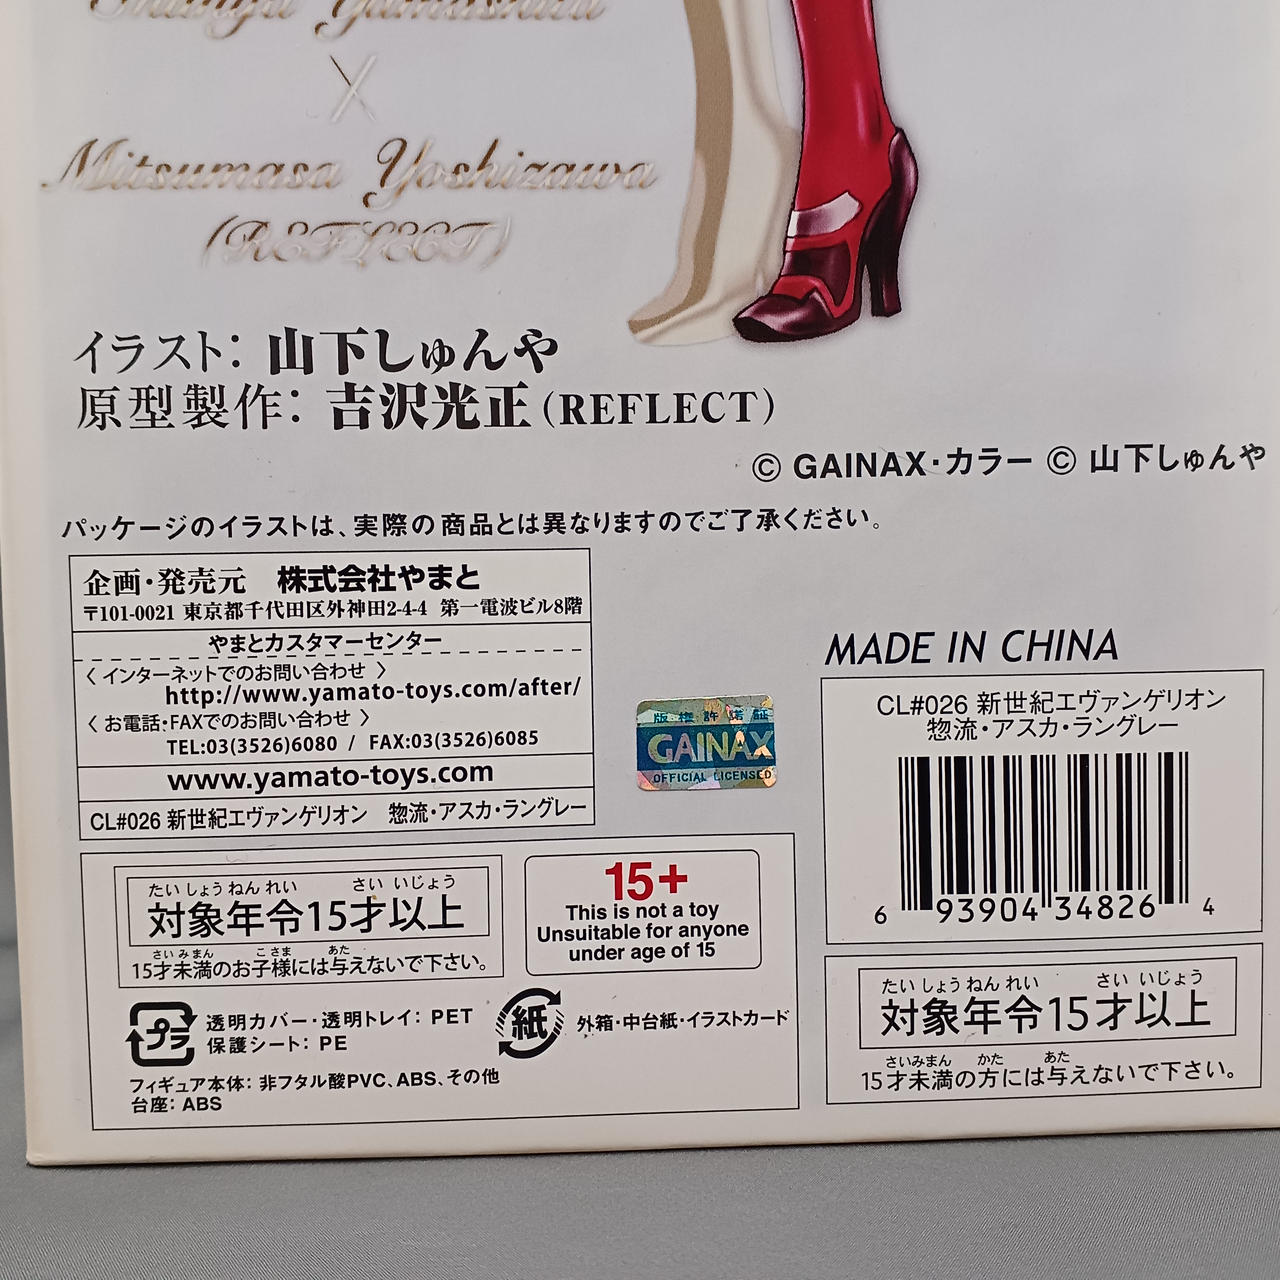 Shunya Yamashita
×
Mitsumasa Yoshizawa
(REFLECT)
イラスト：山下しゅんや
原型製作：吉沢光正(REFLECT)
© GAINAX・カラー © 山下しゅんや
パッケージのイラストは、実際の商品とは異なりますのでご了承ください。
企画・発売元 株式会社やまと
〒101-0021 東京都千代田区外神田2-4-4 第一電波ビル8階
やまとカスタマーセンター
〈インターネットでのお問い合わせ〉
http://www.yamato-toys.com/after/
〈お電話・FAXでのお問い合わせ〉
TEL:03(3526)6080 / FAX:03(3526)6085
www.yamato-toys.com
CL#026 新世紀エヴァンゲリオン 惣流・アスカ・ラングレー
版権許諾証
GAINAX
OFFICIAL LICENSED
MADE IN CHINA
CL#026 新世紀エヴァンゲリオン
惣流・アスカ・ラングレー
6 93904 34826 4
たいしょうねんれい さい いじょう
対象年令15才以上
さいみまん こさま あた
15才未満のお子様には与えないで下さい。
15+
This is not a toy
Unsuitable for anyone
under age of 15
プラ
透明カバー・透明トレイ：PET
保護シート：PE
紙
外箱・中台紙・イラストカード
フィギュア本体：非フタル酸PVC、ABS、その他
台座：ABS
たいしょうねんれい さい いじょう
対象年令15才以上
さいみまん かた あた
15才未満の方には与えないで下さい。